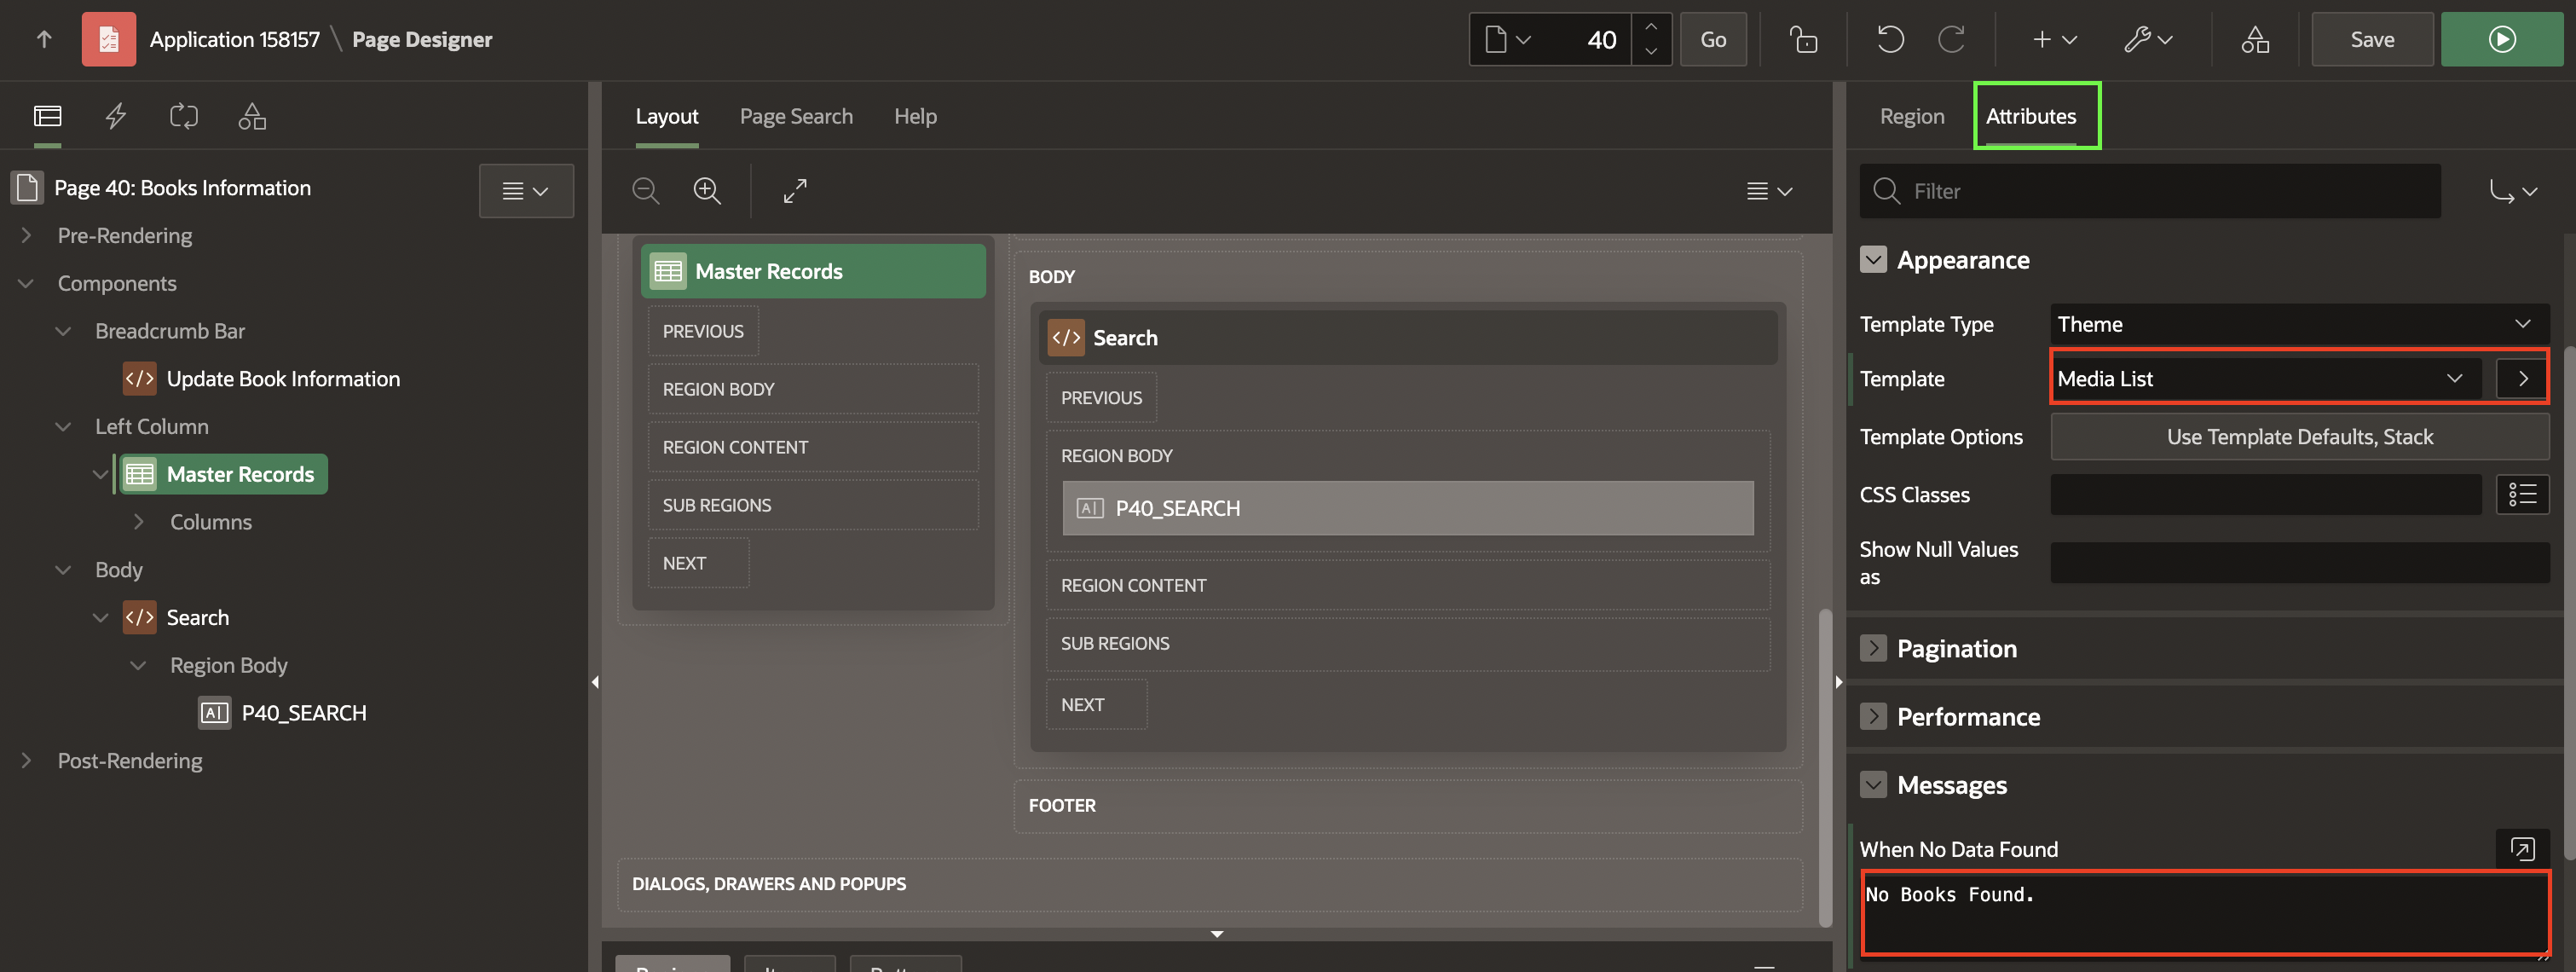 Application 158157 \ Page Designer
40
Go
Save
Layout
Page Search
Help
Region
Attributes
Page 40: Books Information
Pre-Rendering
Components
Breadcrumb Bar
</> Update Book Information
Left Column
Master Records
Columns
Body
</> Search
Region Body
A| P40_SEARCH
Post-Rendering
Master Records
PREVIOUS
REGION BODY
REGION CONTENT
SUB REGIONS
NEXT
BODY
</> Search
PREVIOUS
REGION BODY
A| P40_SEARCH
REGION CONTENT
SUB REGIONS
NEXT
FOOTER
DIALOGS, DRAWERS AND POPUPS
Filter
Appearance
Template Type
Theme
Template
Media List
Template Options
Use Template Defaults, Stack
CSS Classes
Show Null Values
as
Pagination
Performance
Messages
When No Data Found
No Books Found.